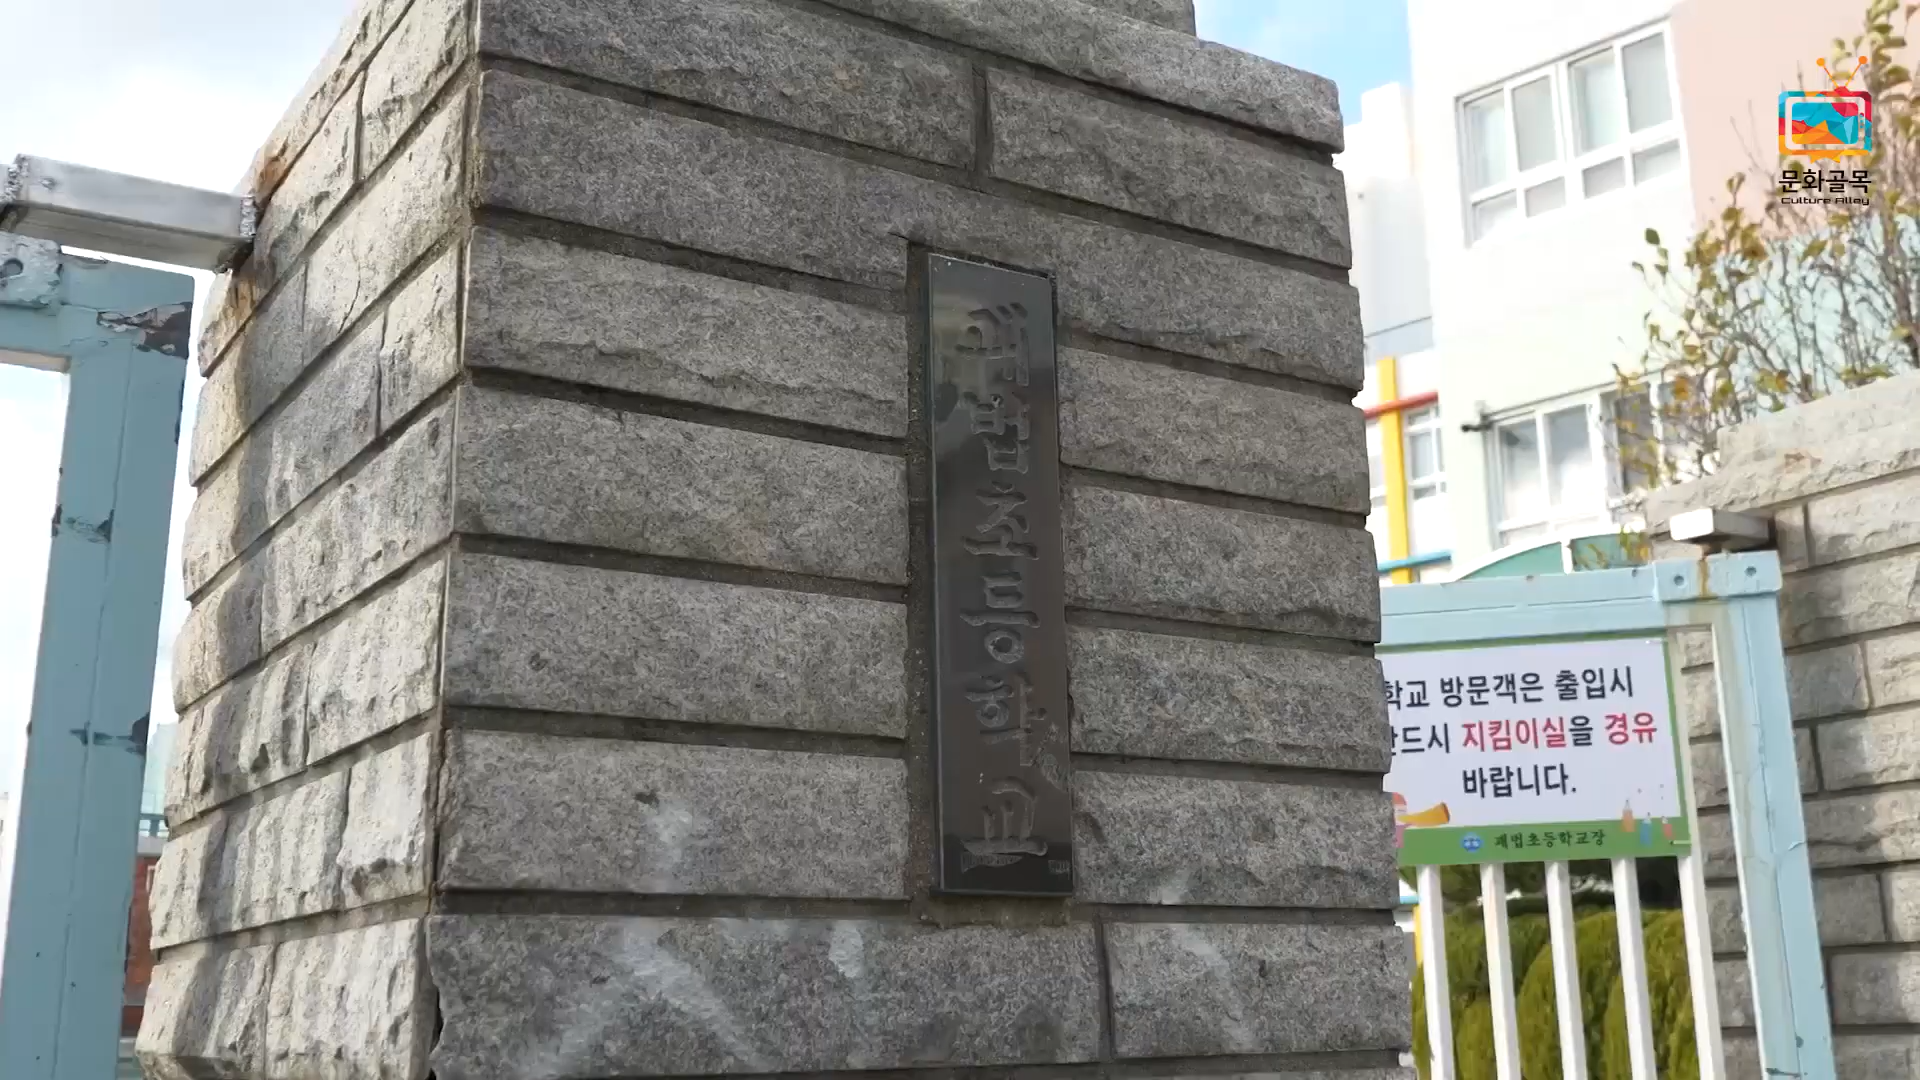 문화골목
Culture Alley
괘법초등학교
학교 방문객은 출입시
반드시 지킴이실을 경유
바랍니다.
괘법초등학교장